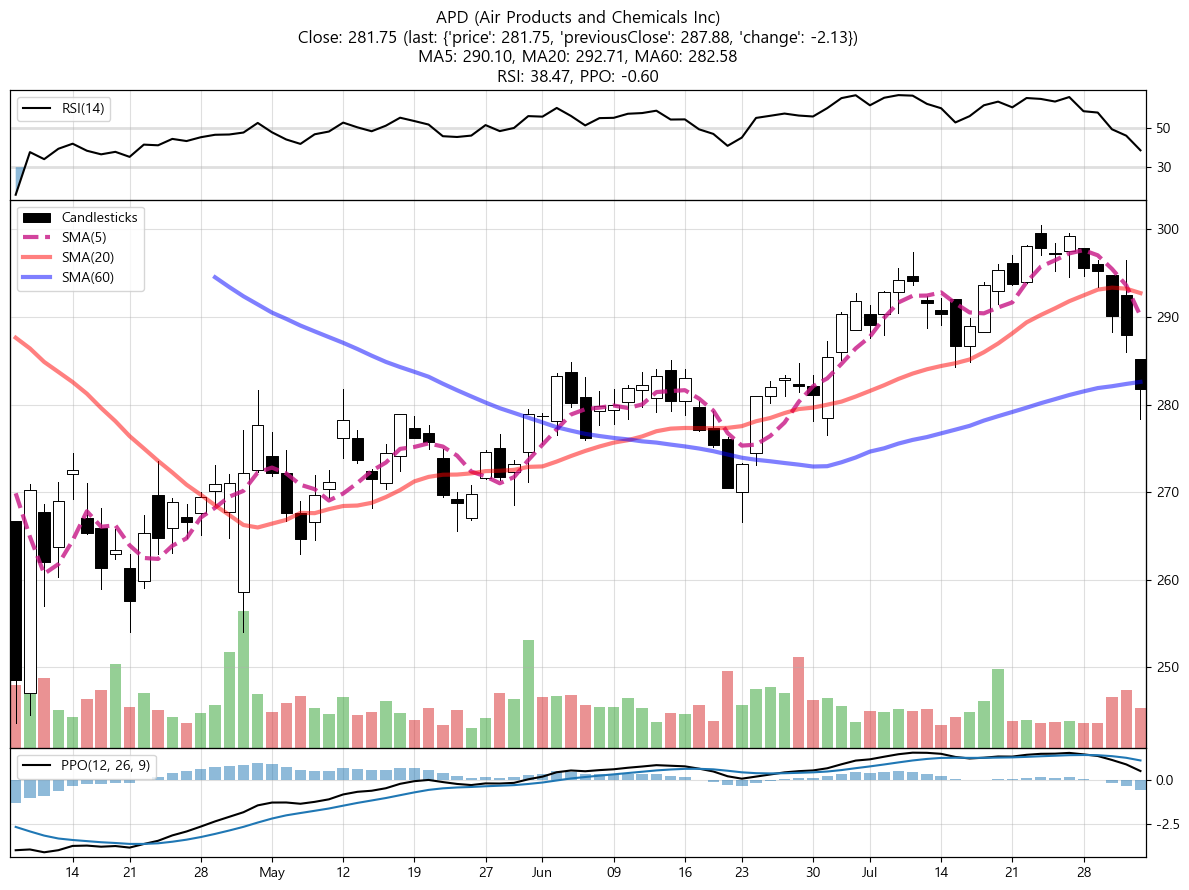 APD (Air Products and Chemicals Inc)
Close: 281.75 (last: {'price': 281.75, 'previousClose': 287.88, 'change': -2.13})
MA5: 290.10, MA20: 292.71, MA60: 282.58
RSI: 38.47, PPO: -0.60
RSI(14)
50
30
Candlesticks
SMA(5)
SMA(20)
SMA(60)
300
290
280
270
260
250
PPO(12, 26, 9)
0.0
-2.5
14 21 28 May 12 19 27 Jun 09 16 23 30 Jul 14 21 28